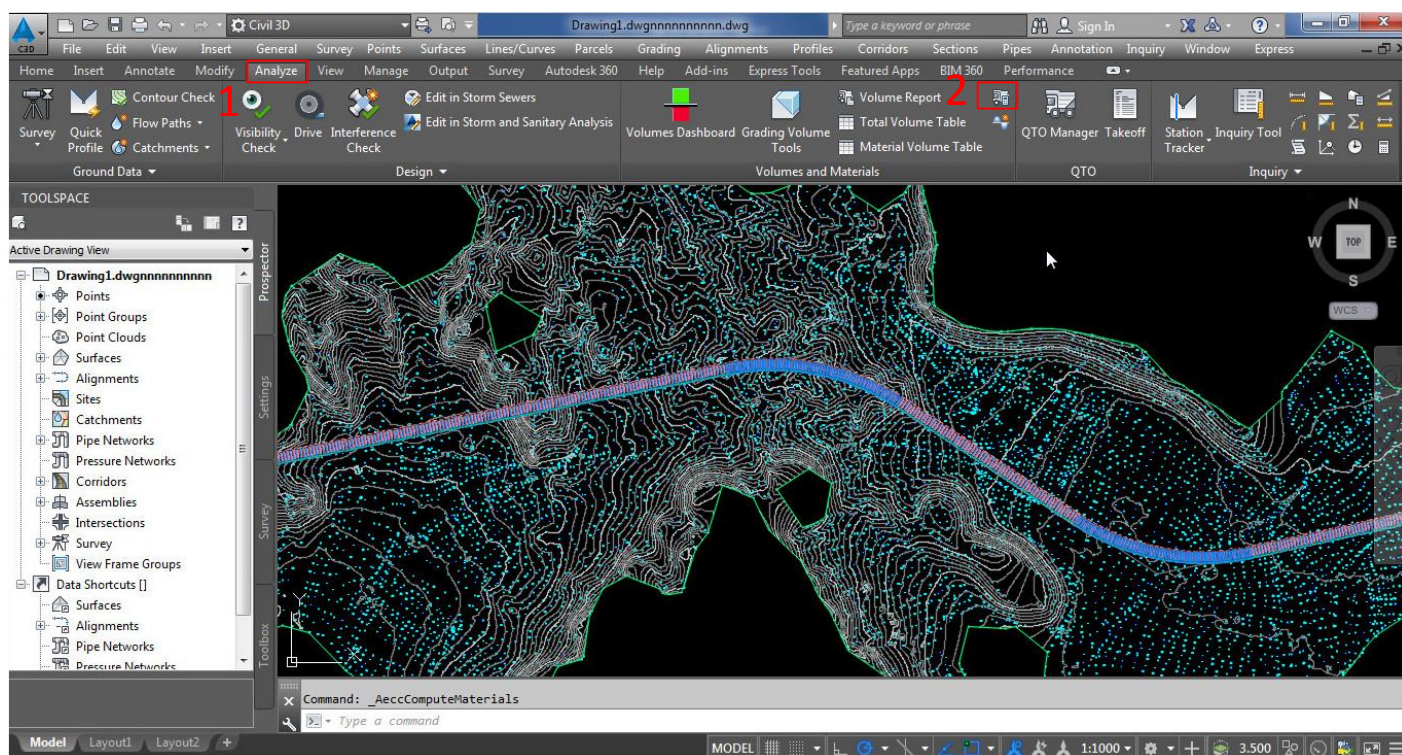 C3D
Civil 3D
Drawing1.dwgnnnnnnnnnn.dwg
Type a keyword or phrase
Sign In
File Edit View Insert General Survey Points Surfaces Lines/Curves Parcels Grading Alignments Profiles Corridors Sections Pipes Annotation Inquiry Window Express
Home Insert Annotate Modify Analyze View Manage Output Survey Autodesk 360 Help Add-ins Express Tools Featured Apps BIM 360 Performance
1
2
Contour Check
Edit in Storm Sewers
Volume Report
Flow Paths
Edit in Storm and Sanitary Analysis
Total Volume Table
Survey Quick Profile
Catchments
Visibility Check
Drive
Interference Check
Volumes Dashboard
Grading Volume Tools
Material Volume Table
QTO Manager
Takeoff
Station Tracker
Inquiry Tool
Ground Data
Design
Volumes and Materials
QTO
Inquiry
TOOLSPACE
Active Drawing View
Drawing1.dwgnnnnnnnnnn
Points
Point Groups
Point Clouds
Surfaces
Alignments
Sites
Catchments
Pipe Networks
Pressure Networks
Corridors
Assemblies
Intersections
Survey
View Frame Groups
Data Shortcuts []
Surfaces
Alignments
Pipe Networks
Pressure Networks
Prospector
Settings
Survey
Toolbox
N
W TOP E
S
WCS
Y
X
Command: _AeccComputeMaterials
Type a command
Model Layout1 Layout2 +
MODEL 1:1000 3.500